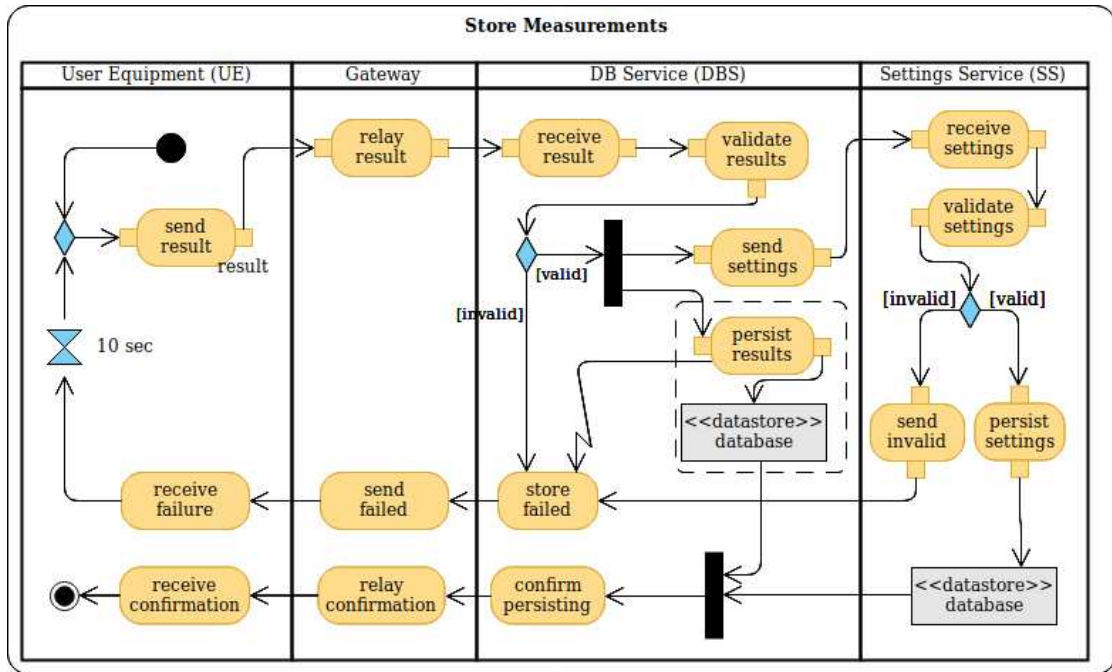 Store Measurements
User Equipment (UE)
Gateway
DB Service (DBS)
Settings Service (SS)
relay
result
receive
result
validate
results
receive
settings
send
result
result
send
settings
validate
settings
[valid]
[invalid]
[invalid]
[valid]
10 sec
persist
results
<<datastore>>
database
send
invalid
persist
settings
receive
failure
send
failed
store
failed
receive
confirmation
relay
confirmation
confirm
persisting
<<datastore>>
database